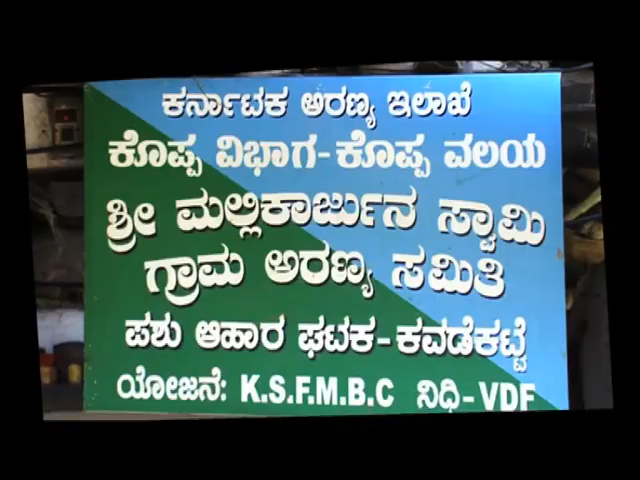 ಕರ್ನಾಟಕ ಅರಣ್ಯ ಇಲಾಖೆ
ಕೊಪ್ಪ ವಿಭಾಗ-ಕೊಪ್ಪ ವಲಯ
ಶ್ರೀ ಮಲ್ಲಿಕಾರ್ಜುನ ಸ್ವಾಮಿ
ಗ್ರಾಮ ಅರಣ್ಯ ಸಮಿತಿ
ಪಶು ಆಹಾರ ಘಟಕ-ಕವಡೆಕಟ್ಟೆ
ಯೋಜನೆ: K.S.F.M.B.C ನಿಧಿ-VDF